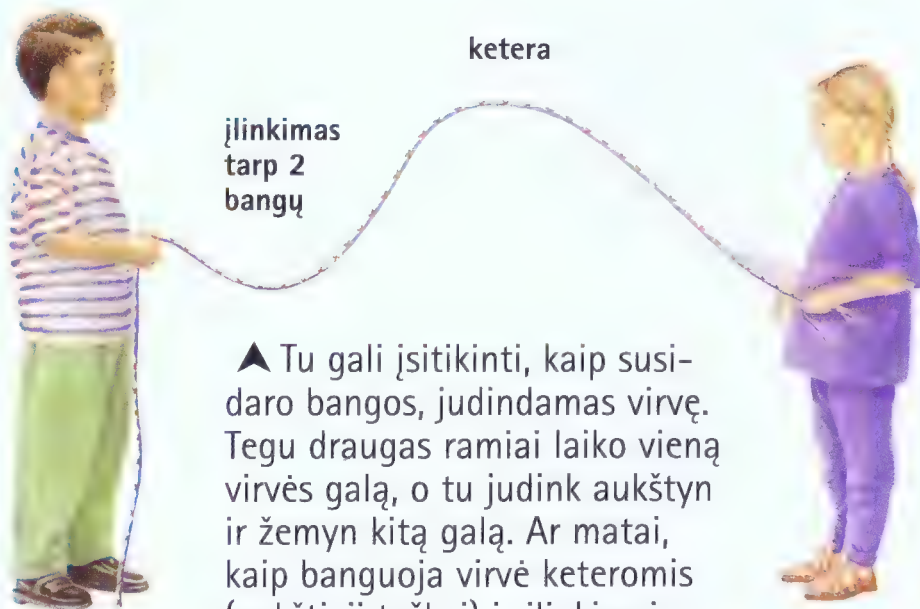 ketera
įlinkimas
tarp 2
bangų
Tu gali įsitikinti, kaip susi-
daro bangos, judindamas virvę.
Tegu draugas ramiai laiko vieną
virvės galą, o tu judink aukštyn
ir žemyn kitą galą. Ar matai,
kaip banguoja virvė keteromis